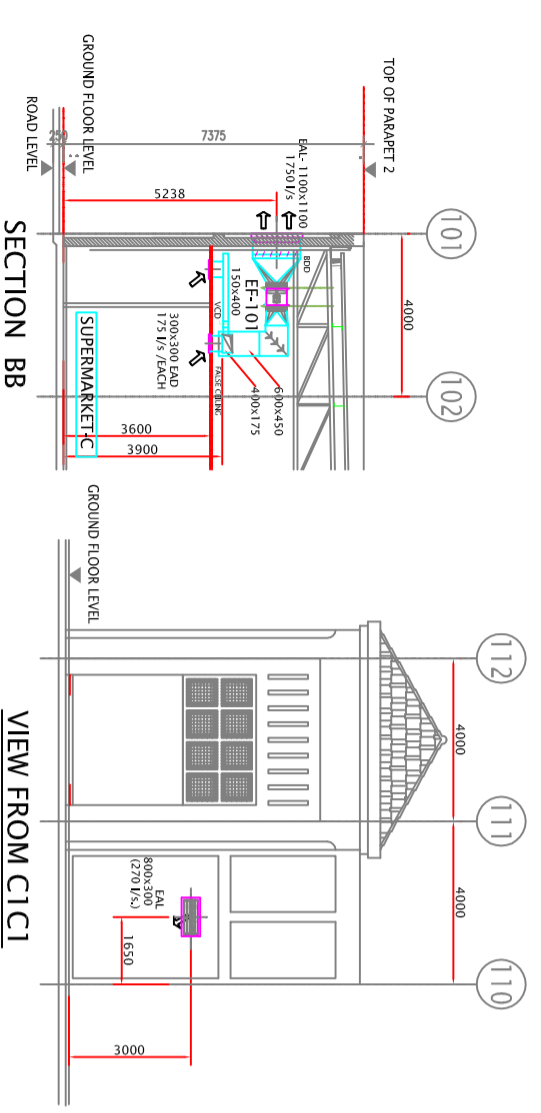 101
102
TOP OF PARAPET 2
7375
GROUND FLOOR LEVEL
250
ROAD LEVEL
5238
4000
EAL- 1100x1100
1750 l/s
BDD
EF-101
150x400
VCD
300x300 EAD
175 l/s /EACH
FALSE CEILING
600x450
400x175
SUPERMARKET-C
3600
3900
SECTION BB
112
111
110
4000
4000
GROUND FLOOR LEVEL
EAL
800x300
(270 l/s.)
1650
3000
VIEW FROM C1C1